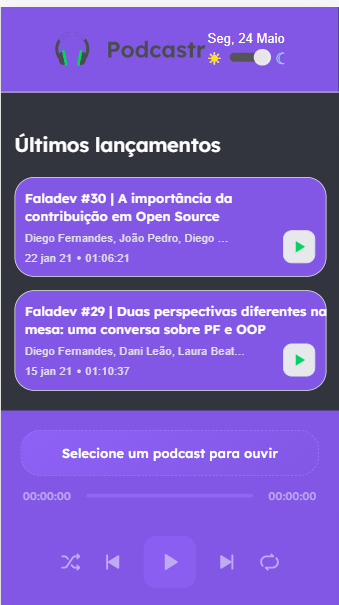 Podcastr
Seg, 24 Maio
Últimos lançamentos
Faladev #30 | A importância da
contribuição em Open Source
Diego Fernandes, João Pedro, Diego ...
22 jan 21 • 01:06:21
Faladev #29 | Duas perspectivas diferentes na
mesa: uma conversa sobre PF e OOP
Diego Fernandes, Dani Leão, Laura Beat...
15 jan 21 • 01:10:37
Selecione um podcast para ouvir
00:00:00
00:00:00